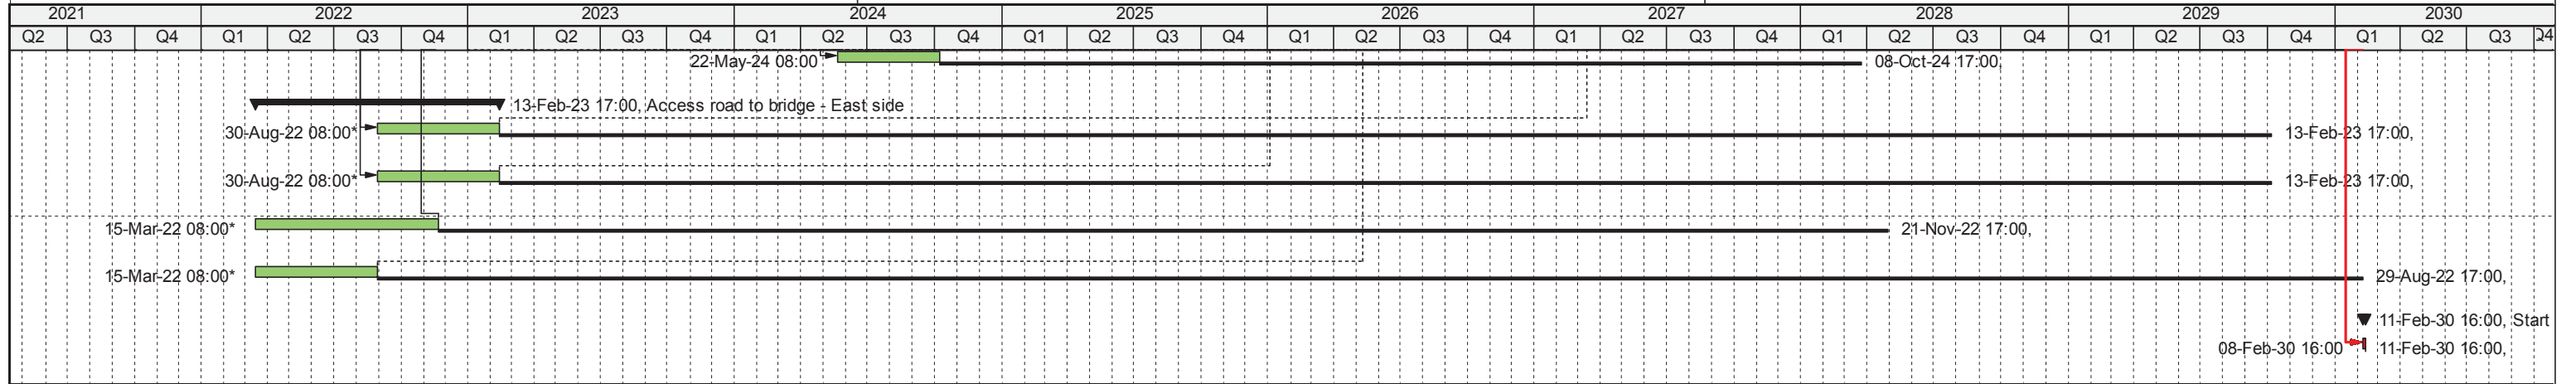 2021 2022 2023 2024 2025 2026 2027 2028 2029 2030
Q2 Q3 Q4 Q1 Q2 Q3 Q4 Q1 Q2 Q3 Q4 Q1 Q2 Q3 Q4 Q1 Q2 Q3 Q4 Q1 Q2 Q3 Q4 Q1 Q2 Q3 Q4 Q1 Q2 Q3 Q4 Q1 Q2 Q3 Q4 Q1 Q2 Q3 Q4
22-May-24 08:00 08-Oct-24 17:00,
13-Feb-23 17:00, Access road to bridge - East side
30-Aug-22 08:00* 13-Feb-23 17:00,
30-Aug-22 08:00* 13-Feb-23 17:00,
15-Mar-22 08:00* 21-Nov-22 17:00,
15-Mar-22 08:00* 29-Aug-22 17:00,
11-Feb-30 16:00, Start
08-Feb-30 16:00 11-Feb-30 16:00,